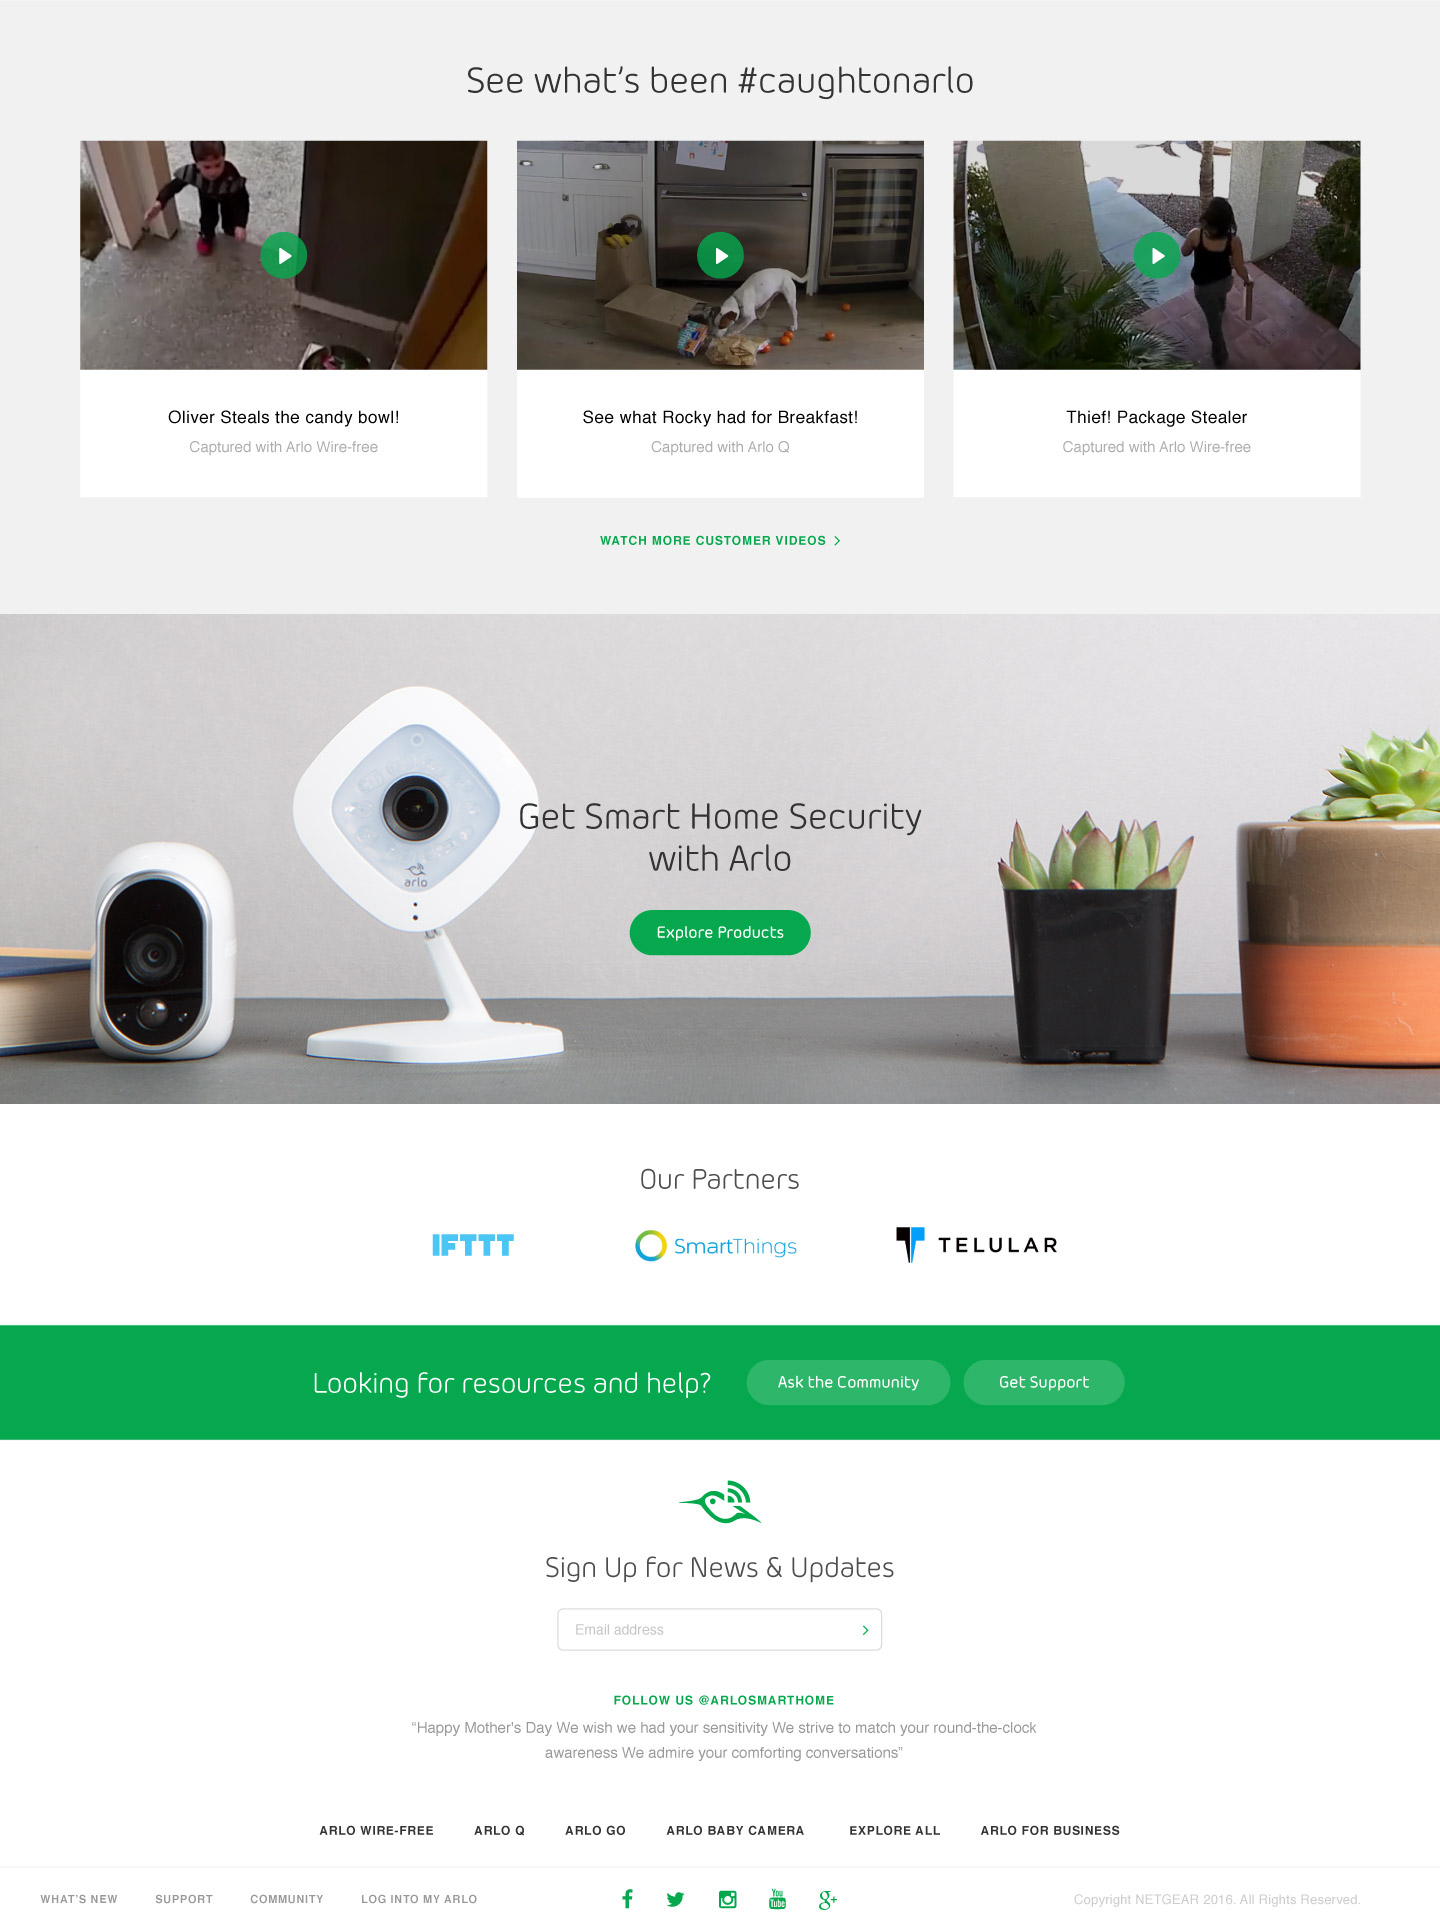 See what's been #caughtonarlo
Oliver Steals the candy bowl!
Captured with Arlo Wire-free
See what Rocky had for Breakfast!
Captured with Arlo Q
Thief! Package Stealer
Captured with Arlo Wire-free
WATCH MORE CUSTOMER VIDEOS
arlo
Get Smart Home Security
with Arlo
Explore Products
Our Partners
IFTTT
SmartThings
TELULAR
Looking for resources and help?
Ask the Community
Get Support
Sign Up for News & Updates
Email address
FOLLOW US @ARLOSMARTHOME
“Happy Mother's Day We wish we had your sensitivity We strive to match your round-the-clock
awareness We admire your comforting conversations”
ARLO WIRE-FREE
ARLO Q
ARLO GO
ARLO BABY CAMERA
EXPLORE ALL
ARLO FOR BUSINESS
WHAT'S NEW
SUPPORT
COMMUNITY
LOG INTO MY ARLO
You
Tube
g+
Copyright NETGEAR 2016. All Rights Reserved.